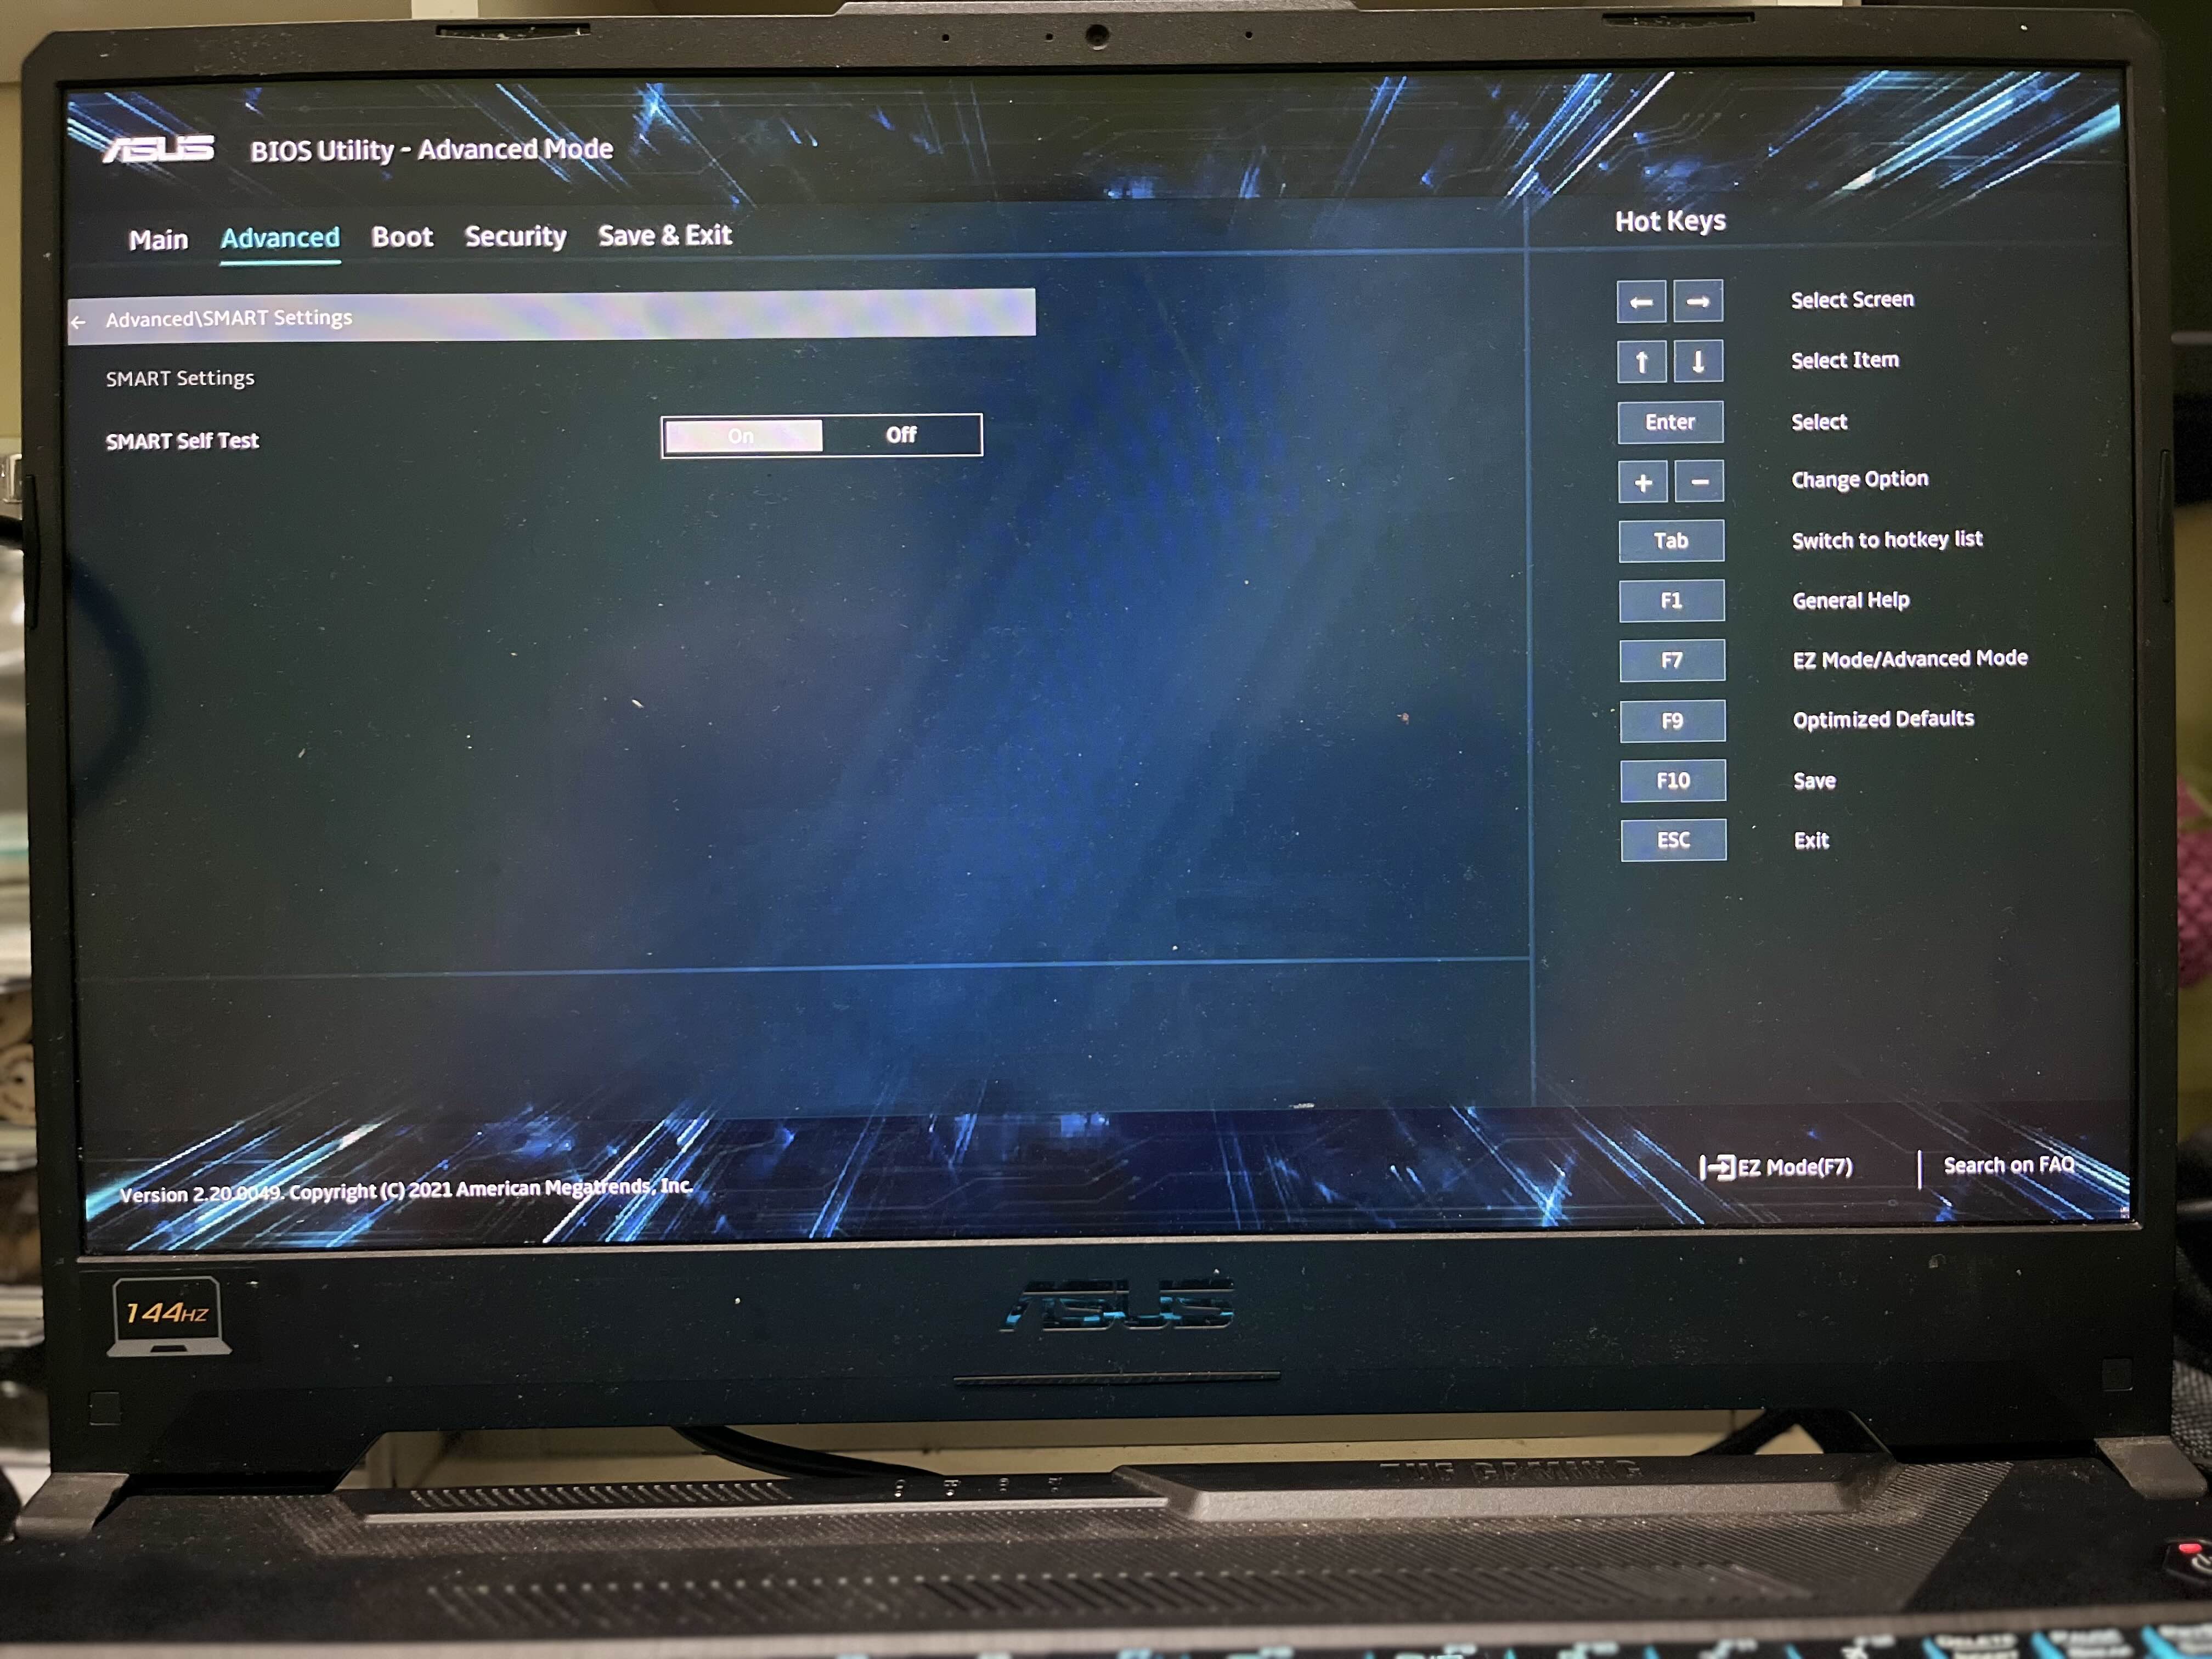 ASUS BIOS Utility - Advanced Mode
Main Advanced Boot Security Save & Exit
← Advanced\SMART Settings
SMART Settings
SMART Self Test On Off
Hot Keys
← → Select Screen
↑ ↓ Select Item
Enter Select
+ − Change Option
Tab Switch to hotkey list
F1 General Help
F7 EZ Mode/Advanced Mode
F9 Optimized Defaults
F10 Save
ESC Exit
EZ Mode(F7) | Search on FAQ
Version 2.20.0049. Copyright (C) 2021 American Megatrends, Inc.
144HZ
ASUS
TUF GAMING